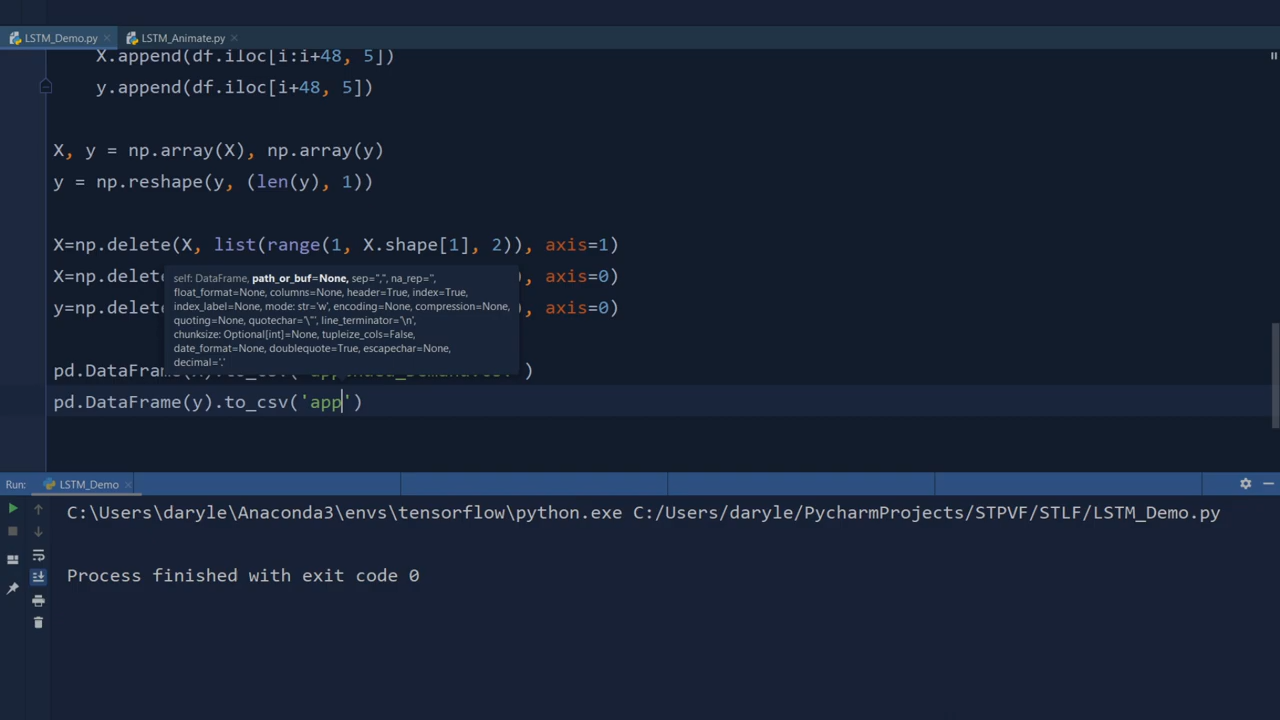 LSTM_Demo.py
LSTM_Animate.py
X.append(df.iloc[i:i+48, 5])
y.append(df.iloc[i+48, 5])
X, y = np.array(X), np.array(y)
y = np.reshape(y, (len(y), 1))
X=np.delete(X, list(range(1, X.shape[1], 2)), axis=1)
X=np.delete , axis=0)
y=np.delete , axis=0)
self: DataFrame, path_or_buf=None, sep=",", na_rep='',
float_format=None, columns=None, header=True, index=True,
index_label=None, mode: str='w', encoding=None, compression=None,
quoting=None, quotechar='\"', line_terminator='\n',
chunksize: Optional[int]=None, tupleize_cols=False,
date_format=None, doublequote=True, escapechar=None,
decimal='.'
pd.DataFrame )
pd.DataFrame(y).to_csv('app')
Run: LSTM_Demo
C:\Users\daryle\Anaconda3\envs\tensorflow\python.exe C:/Users/daryle/PycharmProjects/STPVF/STLF/LSTM_Demo.py
Process finished with exit code 0